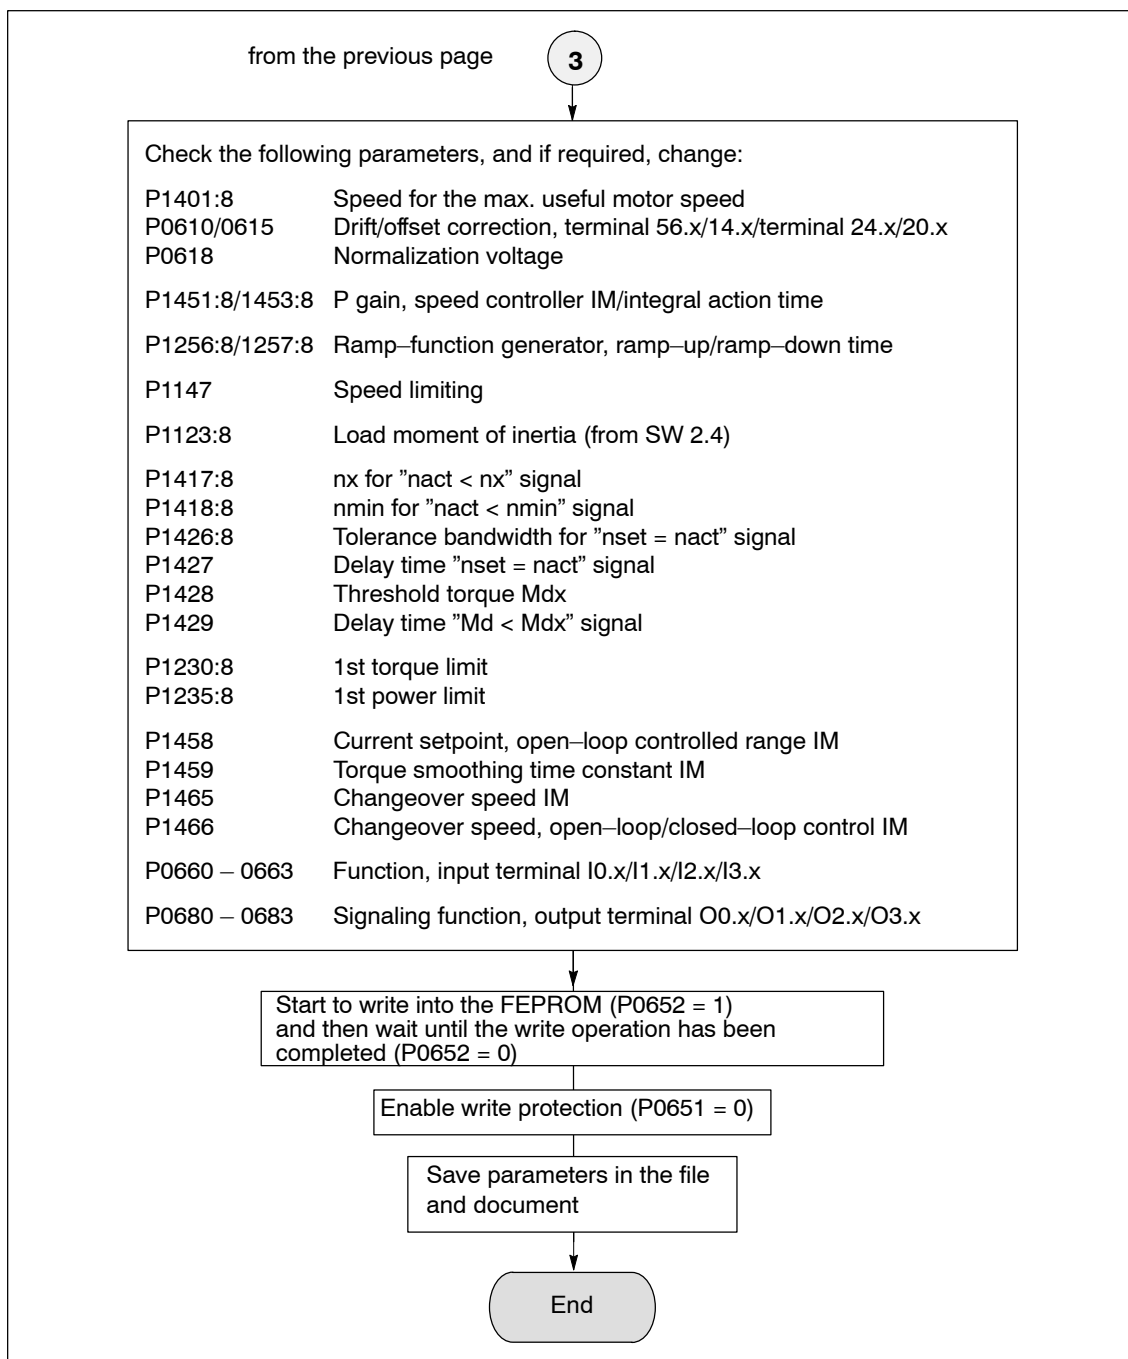 from the previous page 3
Check the following parameters, and if required, change:
P1401:8 Speed for the max. useful motor speed
P0610/0615 Drift/offset correction, terminal 56.x/14.x/terminal 24.x/20.x
P0618 Normalization voltage
P1451:8/1453:8 P gain, speed controller IM/integral action time
P1256:8/1257:8 Ramp–function generator, ramp–up/ramp–down time
P1147 Speed limiting
P1123:8 Load moment of inertia (from SW 2.4)
P1417:8 nx for ”nact < nx” signal
P1418:8 nmin for ”nact < nmin” signal
P1426:8 Tolerance bandwidth for ”nset = nact” signal
P1427 Delay time ”nset = nact” signal
P1428 Threshold torque Mdx
P1429 Delay time ”Md < Mdx” signal
P1230:8 1st torque limit
P1235:8 1st power limit
P1458 Current setpoint, open–loop controlled range IM
P1459 Torque smoothing time constant IM
P1465 Changeover speed IM
P1466 Changeover speed, open–loop/closed–loop control IM
P0660 – 0663 Function, input terminal I0.x/I1.x/I2.x/I3.x
P0680 – 0683 Signaling function, output terminal O0.x/O1.x/O2.x/O3.x
Start to write into the FEPROM (P0652 = 1)
and then wait until the write operation has been
completed (P0652 = 0)
Enable write protection (P0651 = 0)
Save parameters in the file
and document
End